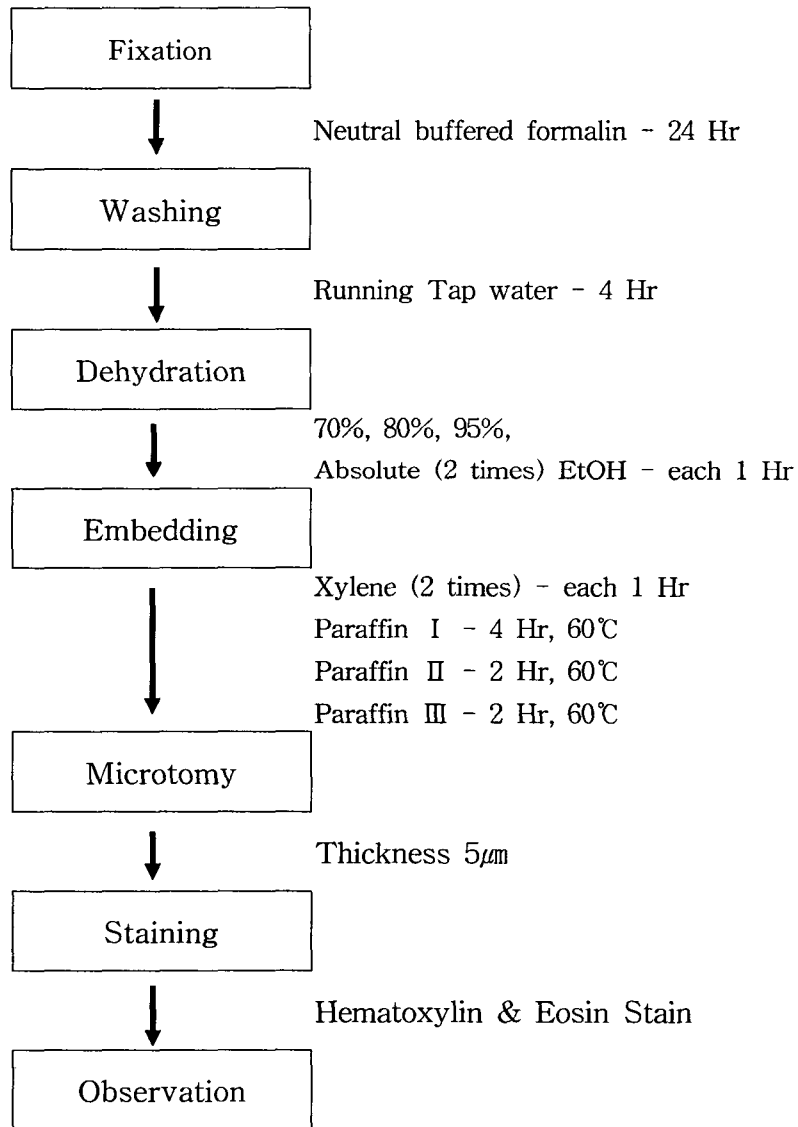 Fixation
Neutral buffered formalin - 24 Hr
Washing
Running Tap water - 4 Hr
Dehydration
70%, 80%, 95%,
Absolute (2 times) EtOH - each 1 Hr
Embedding
Xylene (2 times) - each 1 Hr
Paraffin Ⅰ - 4 Hr, 60℃
Paraffin Ⅱ - 2 Hr, 60℃
Paraffin Ⅲ - 2 Hr, 60℃
Microtomy
Thickness 5㎛
Staining
Hematoxylin & Eosin Stain
Observation